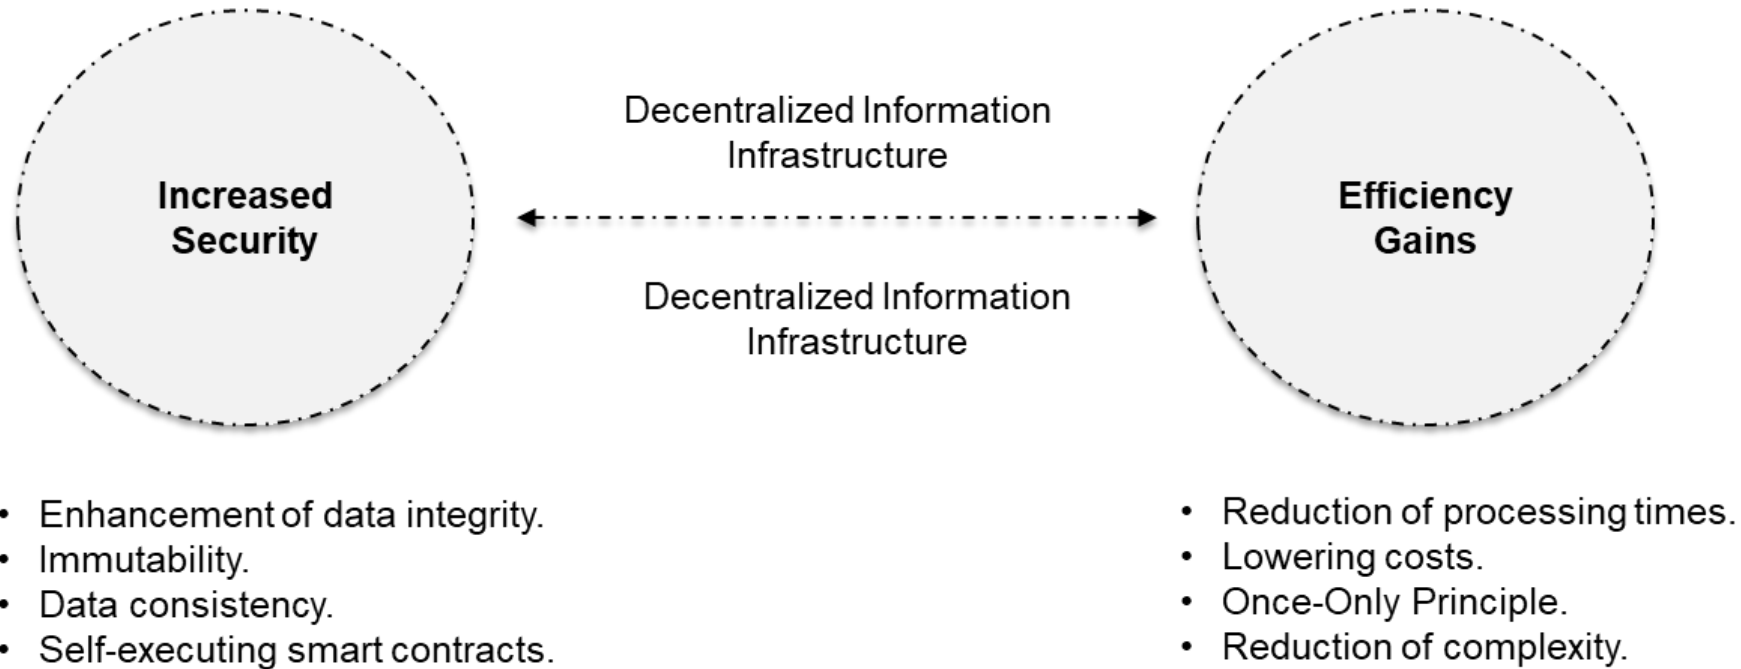 Increased
Security
Decentralized Information
Infrastructure
Decentralized Information
Infrastructure
Efficiency
Gains
• Enhancement of data integrity.
• Immutability.
• Data consistency.
• Self-executing smart contracts.
• Reduction of processing times.
• Lowering costs.
• Once-Only Principle.
• Reduction of complexity.